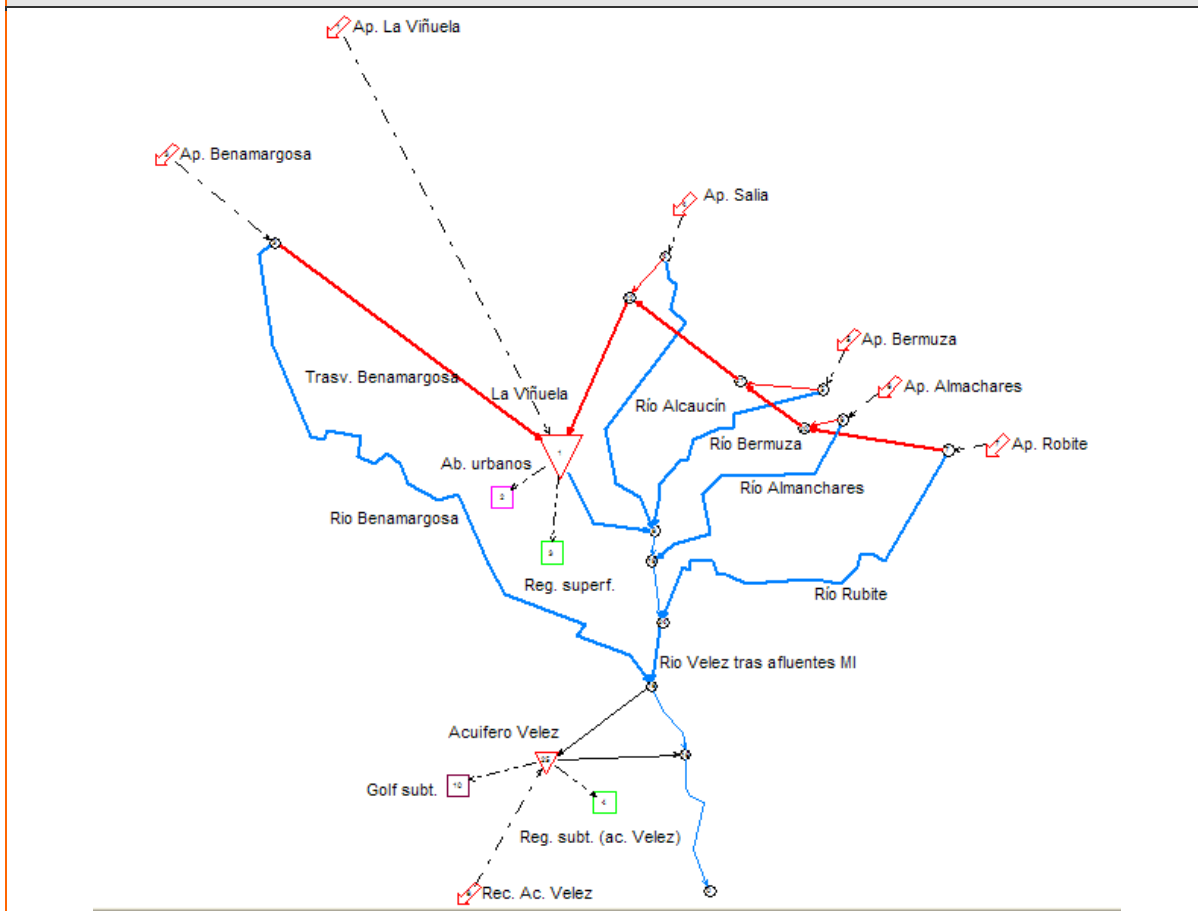 Ap. La Viñuela
Ap. Benamargosa
Ap. Salia
Ap. Bermuza
Trasv. Benamargosa
La Viñuela
Río Alcaucín
Ap. Almachares
Río Bermuza
Ap. Robite
Ab. urbanos
1
Río Almanchares
Rio Benamargosa
Reg. superf.
Río Rubite
Rio Velez tras afluentes MI
Acuifero Velez
Golf subt.
10
Reg. subt. (ac. Velez)
Rec. Ac. Velez